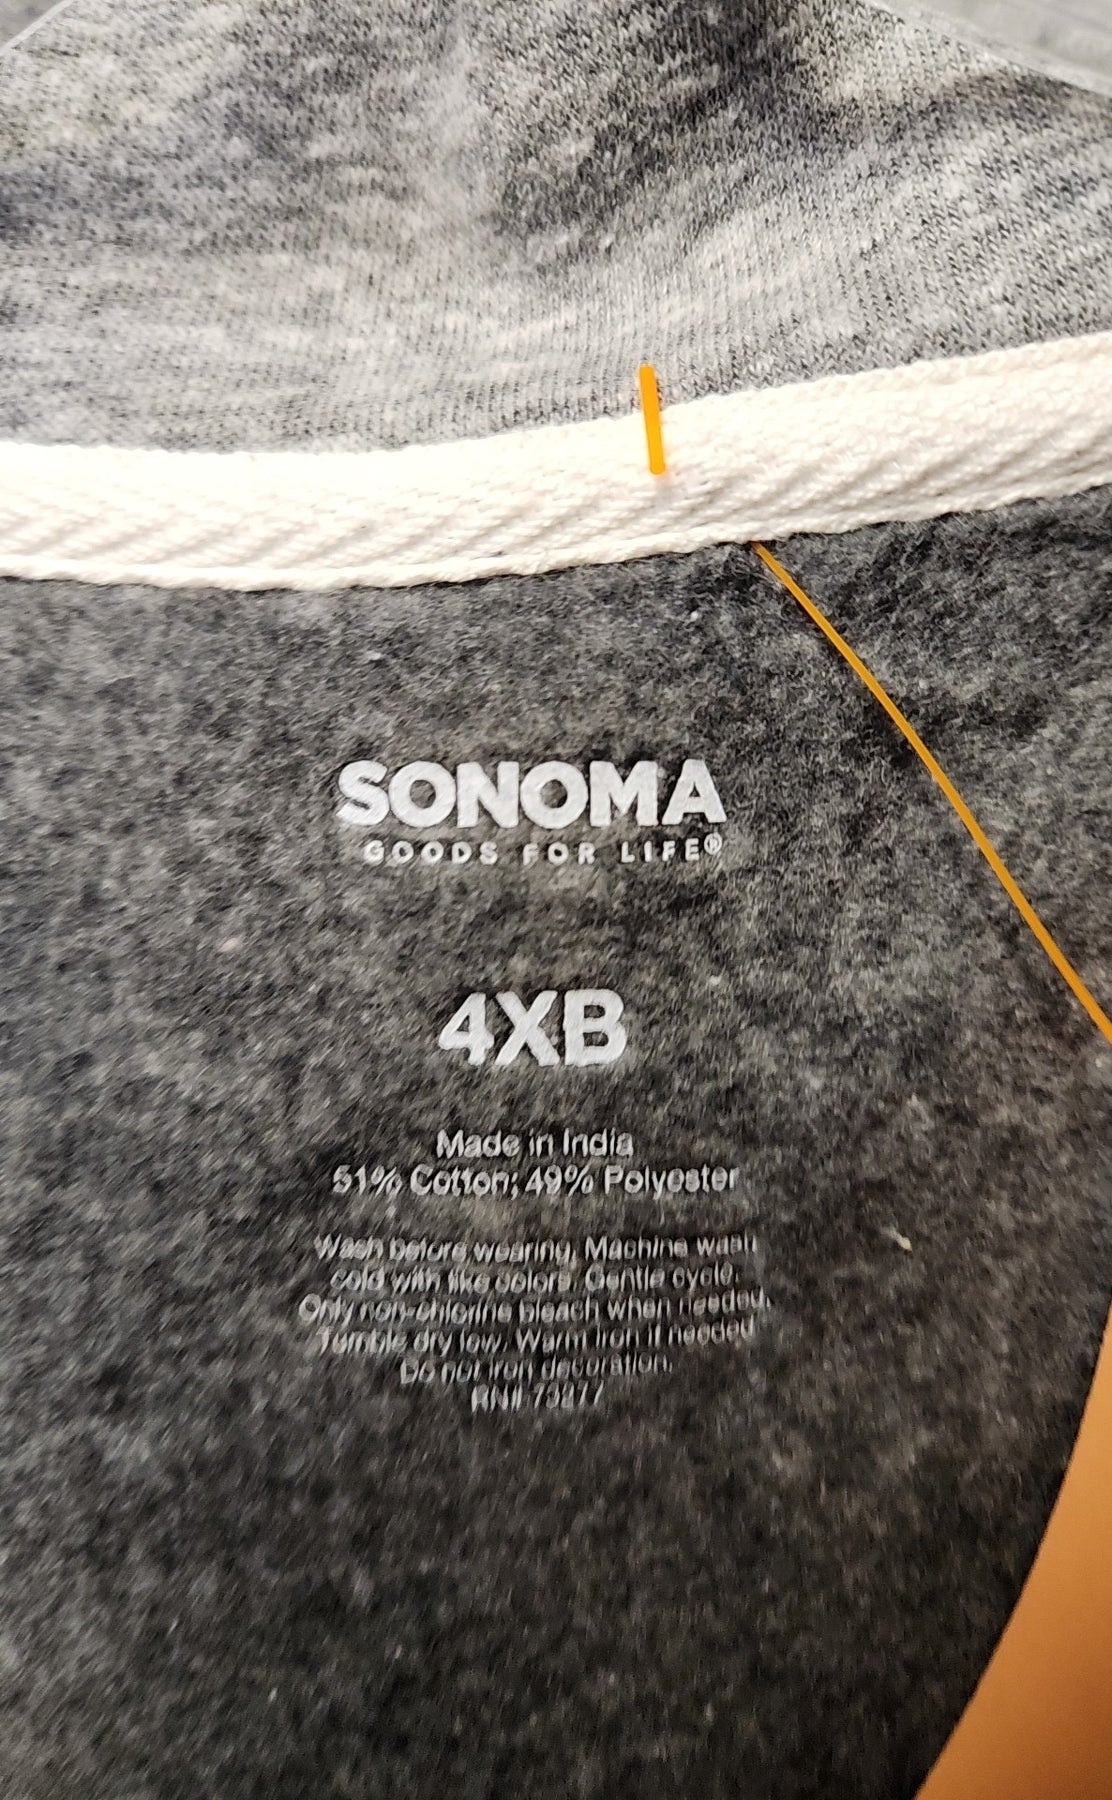 SONOMA
GOODS FOR LIFE®
4XB
Made in India
51% Cotton; 49% Polyester
Wash before wearing, Machine wash
cold with like colors. Gentle cycle.
Only non-chlorine bleach when needed.
Tumble dry low. Warm iron if needed
Do not iron decoration.
RN# 73277